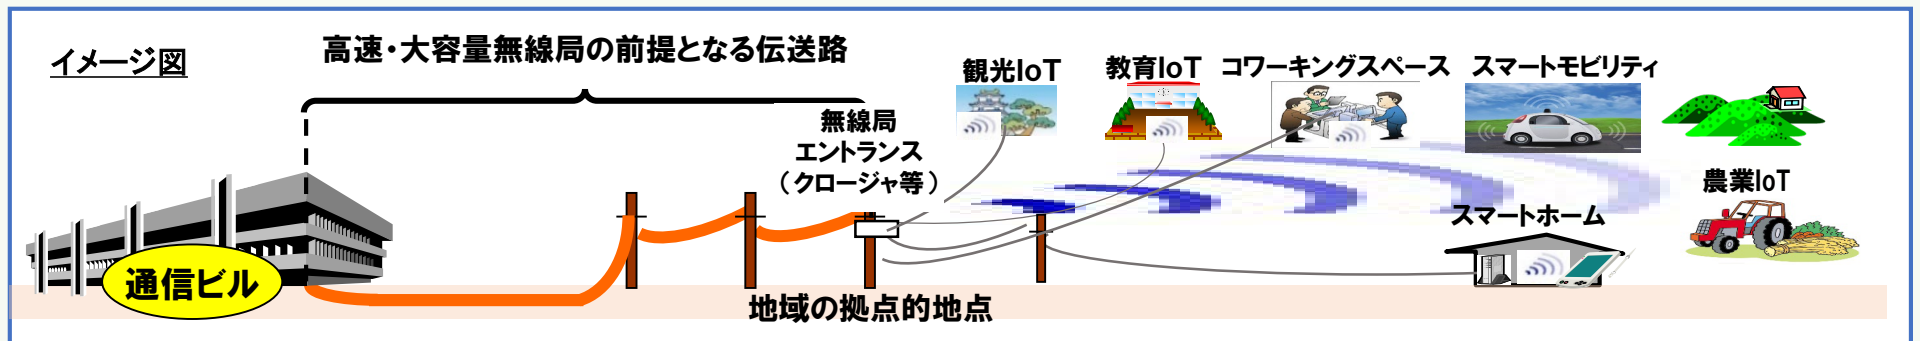 イメージ図
高速・大容量無線局の前提となる伝送路
無線局
エントランス
（クロージャ等）
観光IoT
教育IoT
コワーキングスペース
スマートモビリティ
農業IoT
スマートホーム
通信ビル
地域の拠点的地点